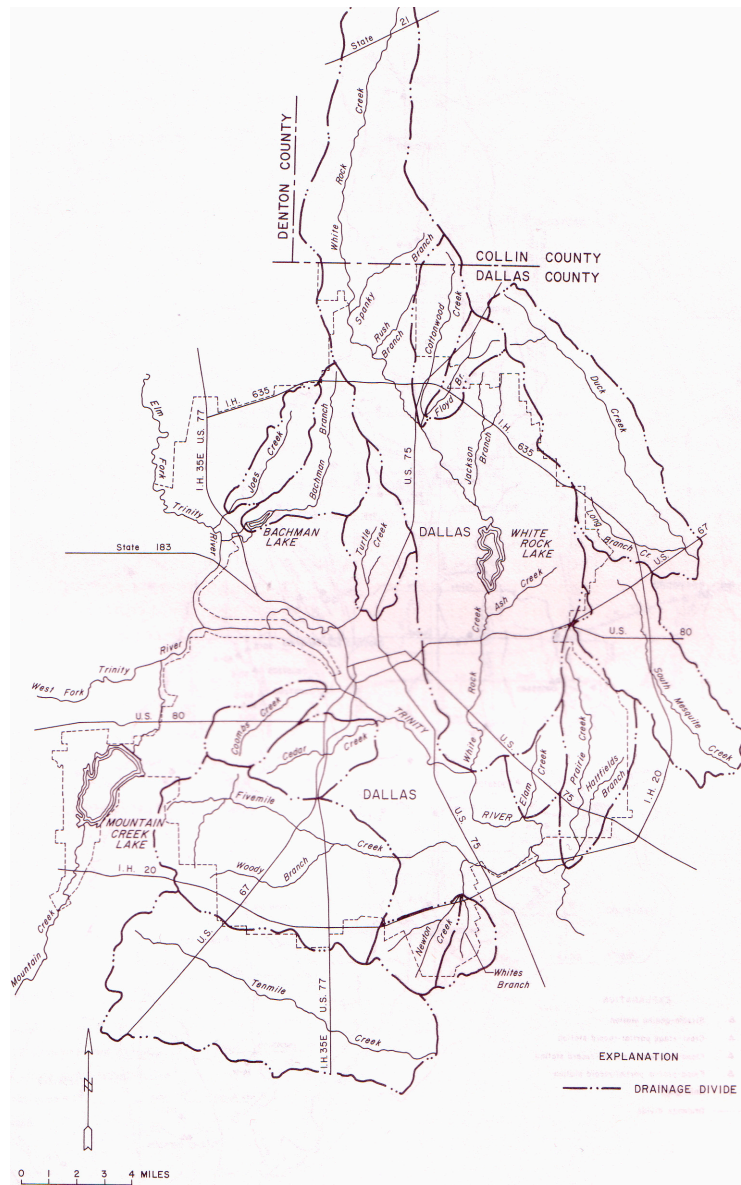 State 21
Creek
Rock
White
DENTON COUNTY
COLLIN COUNTY
DALLAS COUNTY
Spanky
Branch
Rush
Branch
Cottonwood
Creek
Floyd Br.
Duck
Creek
Elm
Fork
Trinity
River
I.H. 35E U.S. 77
I.H. 635
Joes
Creek
Bachman
Branch
U.S. 75
Jackson
Branch
I.H.
635
BACHMAN
LAKE
Turtle
Creek
DALLAS
WHITE
ROCK
LAKE
Long
Branch Cr.
U.S. 67
State 183
Ash Creek
U.S. 80
West Fork
Trinity
River
Rock
Creek
White
South
Mesquite
Creek
U.S. 80
Coombs
Creek
Cedar
Creek
TRINITY
RIVER
U.S.
75
Elam
Creek
Prairie
Creek
Hattfields
Branch
I.H. 20
MOUNTAIN
CREEK
LAKE
DALLAS
Fivemile
Creek
U.S.
75
Woody
Branch
I.H. 20
U.S. 67
Mountain
Creek
Newton
Creek
Whites
Branch
Tenmile
Creek
I.H. 35E U.S. 77
N
EXPLANATION
DRAINAGE DIVIDE
0 1 2 3 4 MILES